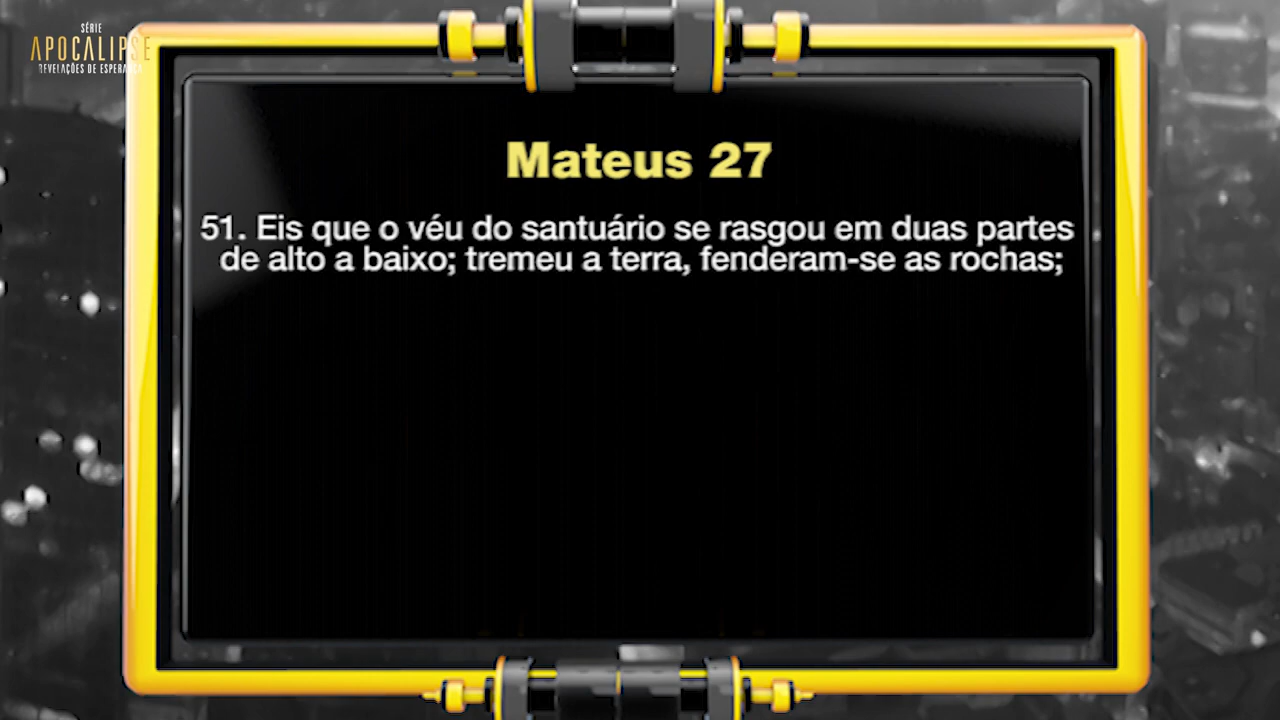 SÉRIE
APOCALIPSE
REVELAÇÕES DE ESPERANÇA
Mateus 27
51. Eis que o véu do santuário se rasgou em duas partes
de alto a baixo; tremeu a terra, fenderam-se as rochas;